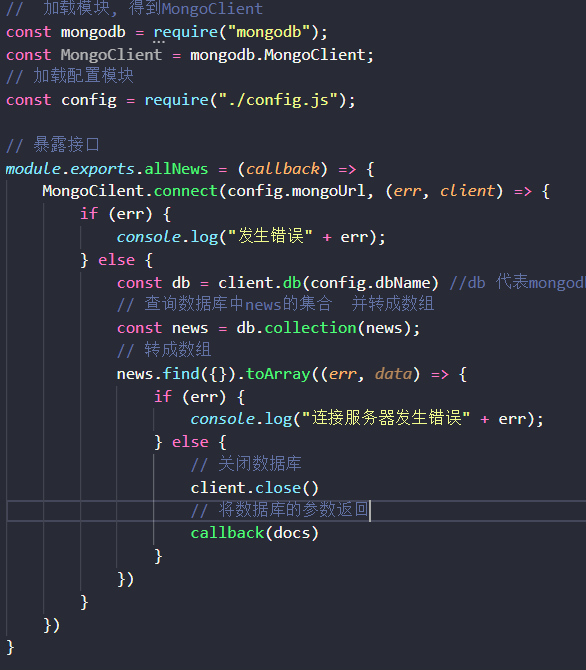 //  加载模块, 得到MongoClient
const mongodb = require("mongodb");
const MongoClient = mongodb.MongoClient;
// 加载配置模块
const config = require("./config.js");
// 暴露接口
module.exports.allNews = (callback) => {
    MongoCilent.connect(config.mongoUrl, (err, client) => {
        if (err) {
            console.log("发生错误" + err);
        } else {
            const db = client.db(config.dbName) //db 代表mongodb
            // 查询数据库中news的集合  并转成数组
            const news = db.collection(news);
            // 转成数组
            news.find({}).toArray((err, data) => {
                if (err) {
                    console.log("连接服务器发生错误" + err);
                } else {
                    // 关闭数据库
                    client.close()
                    // 将数据库的参数返回
                    callback(docs)
                }
            })
        }
    })
}